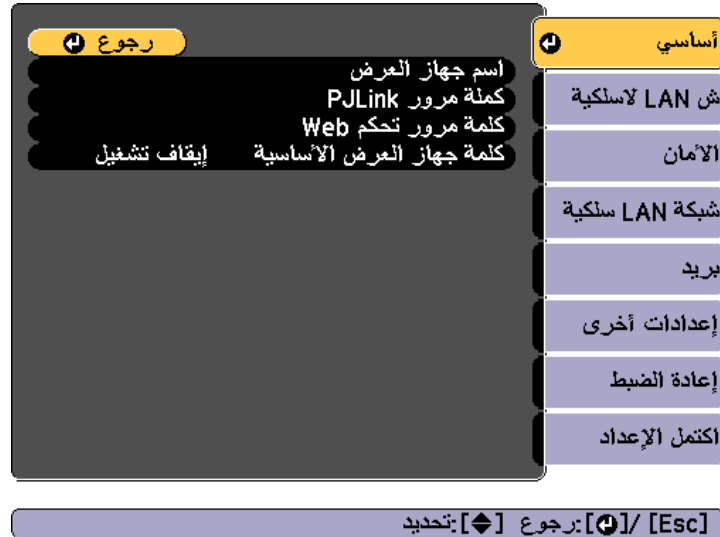 أساسي
ش LAN لاسلكية
الأمان
شبكة LAN سلكية
بريد
إعدادات أخرى
إعادة الضبط
اكتمل الإعداد
رجوع
اسم جهاز العرض
كملة مرور PJLink
كلمة مرور تحكم Web
كلمة جهاز العرض الأساسية إيقاف تشغيل
[Esc] /[]:رجوع []:تحديد